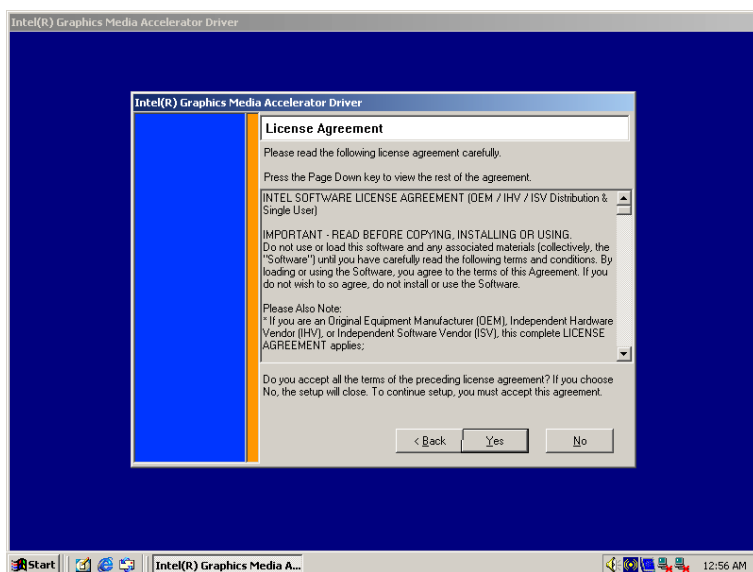 Intel(R) Graphics Media Accelerator Driver
Intel(R) Graphics Media Accelerator Driver
License Agreement
Please read the following license agreement carefully.
Press the Page Down key to view the rest of the agreement.
INTEL SOFTWARE LICENSE AGREEMENT (OEM / IHV / ISV Distribution &
Single User)
IMPORTANT - READ BEFORE COPYING, INSTALLING OR USING.
Do not use or load this software and any associated materials (collectively, the
"Software") until you have carefully read the following terms and conditions. By
loading or using the Software, you agree to the terms of this Agreement. If you
do not wish to so agree, do not install or use the Software.
Please Also Note:
* If you are an Original Equipment Manufacturer (OEM), Independent Hardware
Vendor (IHV), or Independent Software Vendor (ISV), this complete LICENSE
AGREEMENT applies;
Do you accept all the terms of the preceding license agreement? If you choose
No, the setup will close. To continue setup, you must accept this agreement.
< Back Yes No
Start Intel(R) Graphics Media A... 12:56 AM